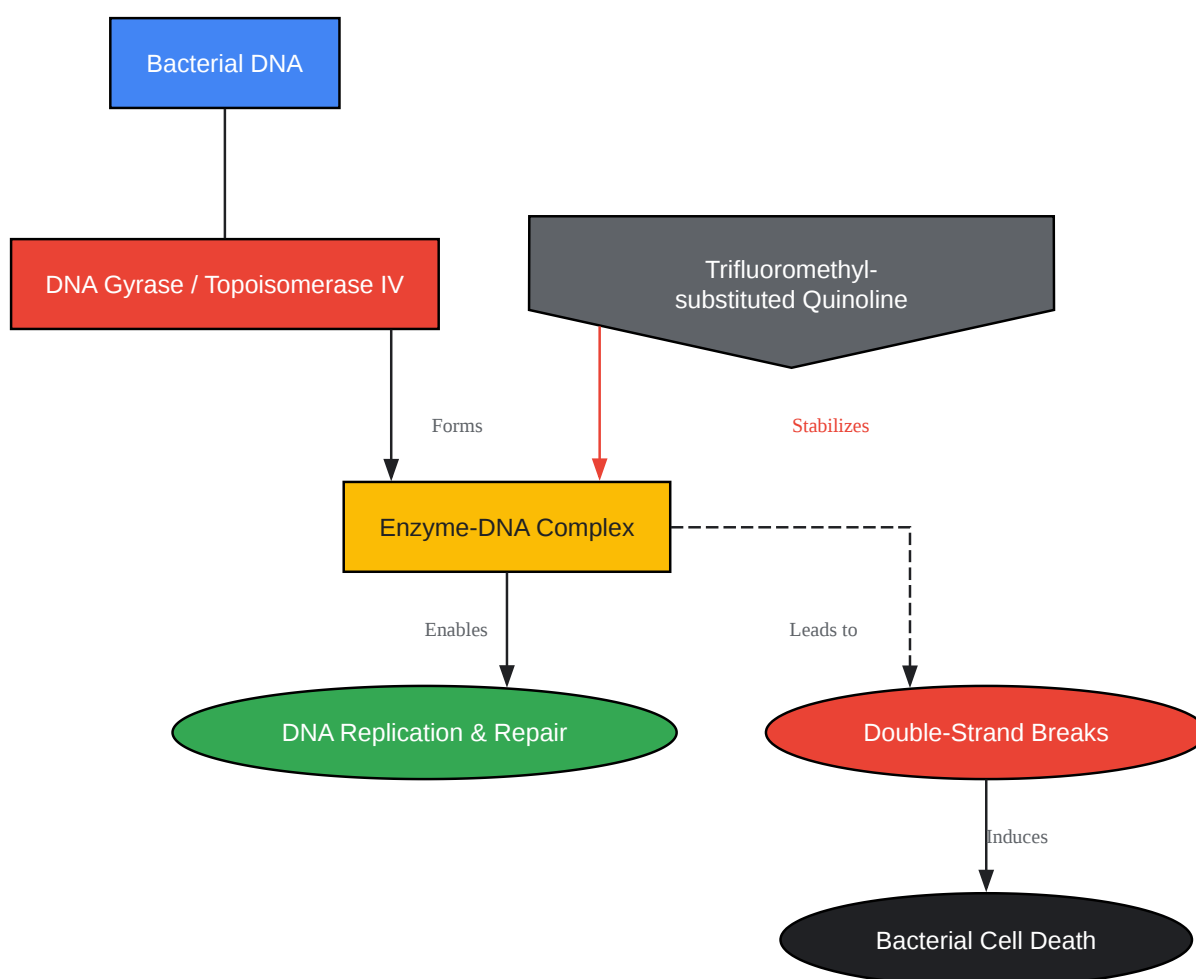 Bacterial DNA
DNA Gyrase / Topoisomerase IV
Trifluoromethyl-
substituted Quinoline
Forms
Stabilizes
Enzyme-DNA Complex
Enables
Leads to
DNA Replication & Repair
Double-Strand Breaks
Induces
Bacterial Cell Death